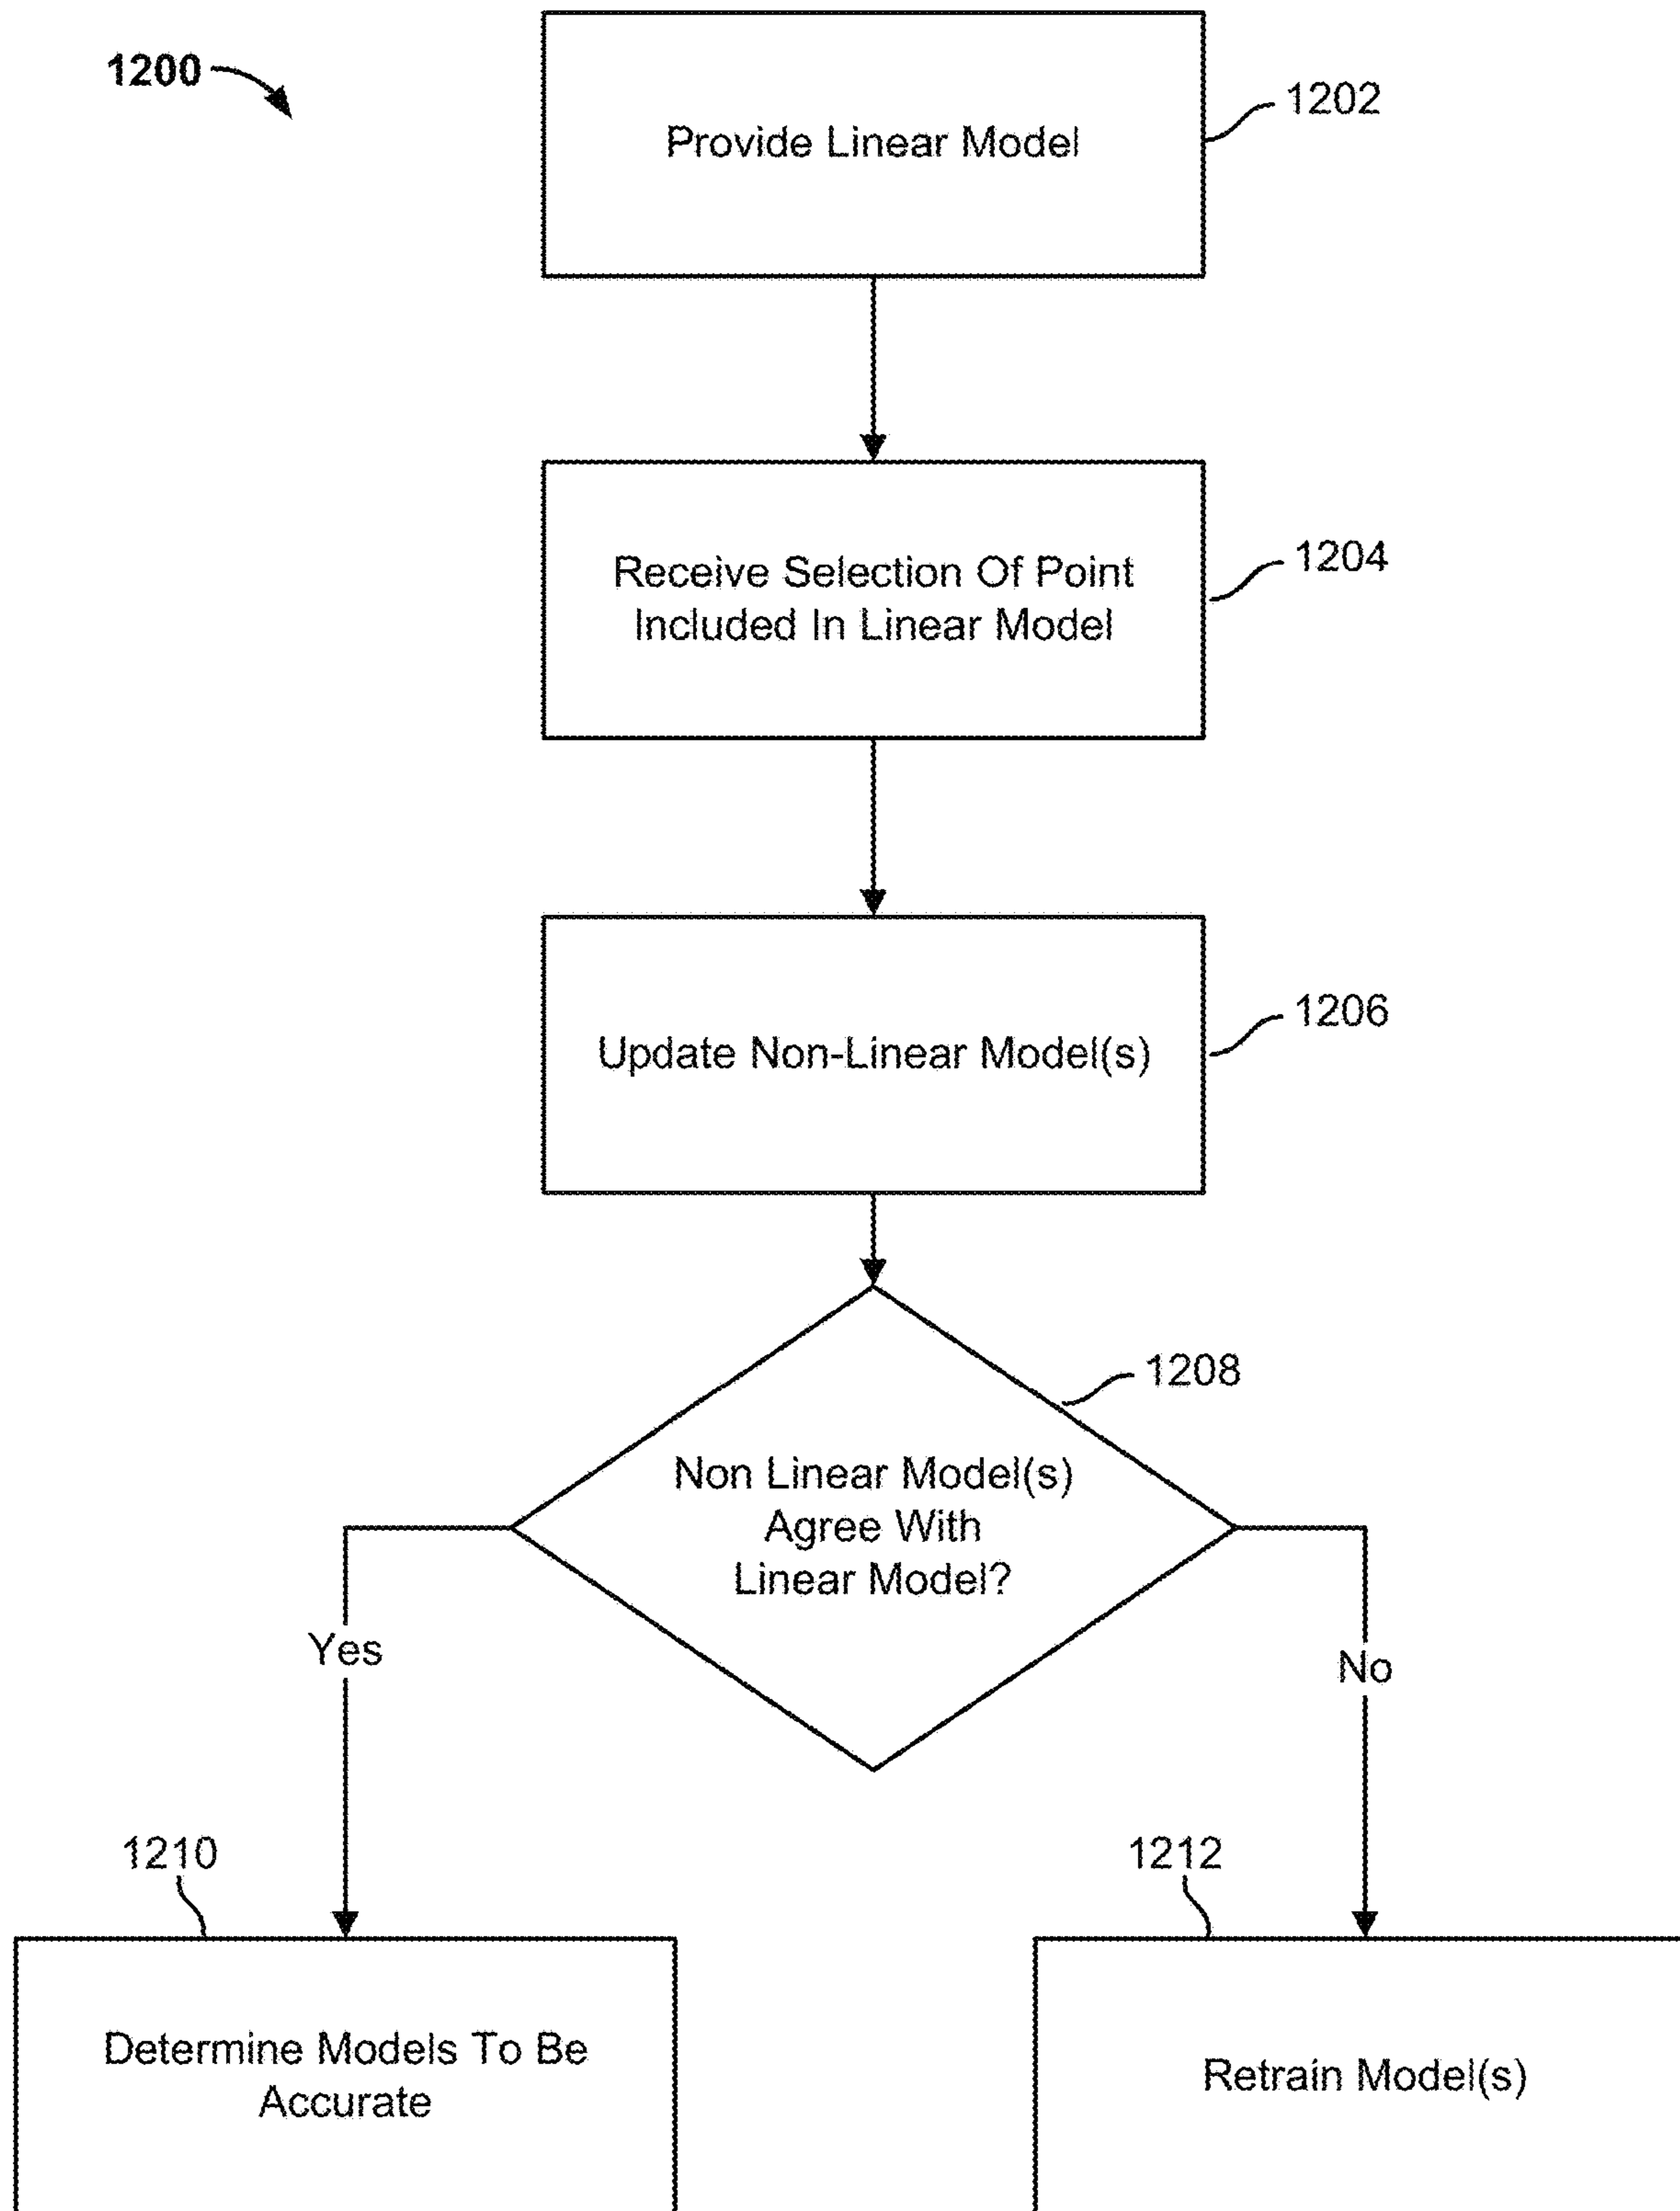 1200
Provide Linear Model
1202
Receive Selection Of Point
Included In Linear Model
1204
Update Non-Linear Model(s)
1206
1208
Non Linear Model(s)
Agree With
Linear Model?
Yes
No
1210
1212
Determine Models To Be
Accurate
Retrain Model(s)